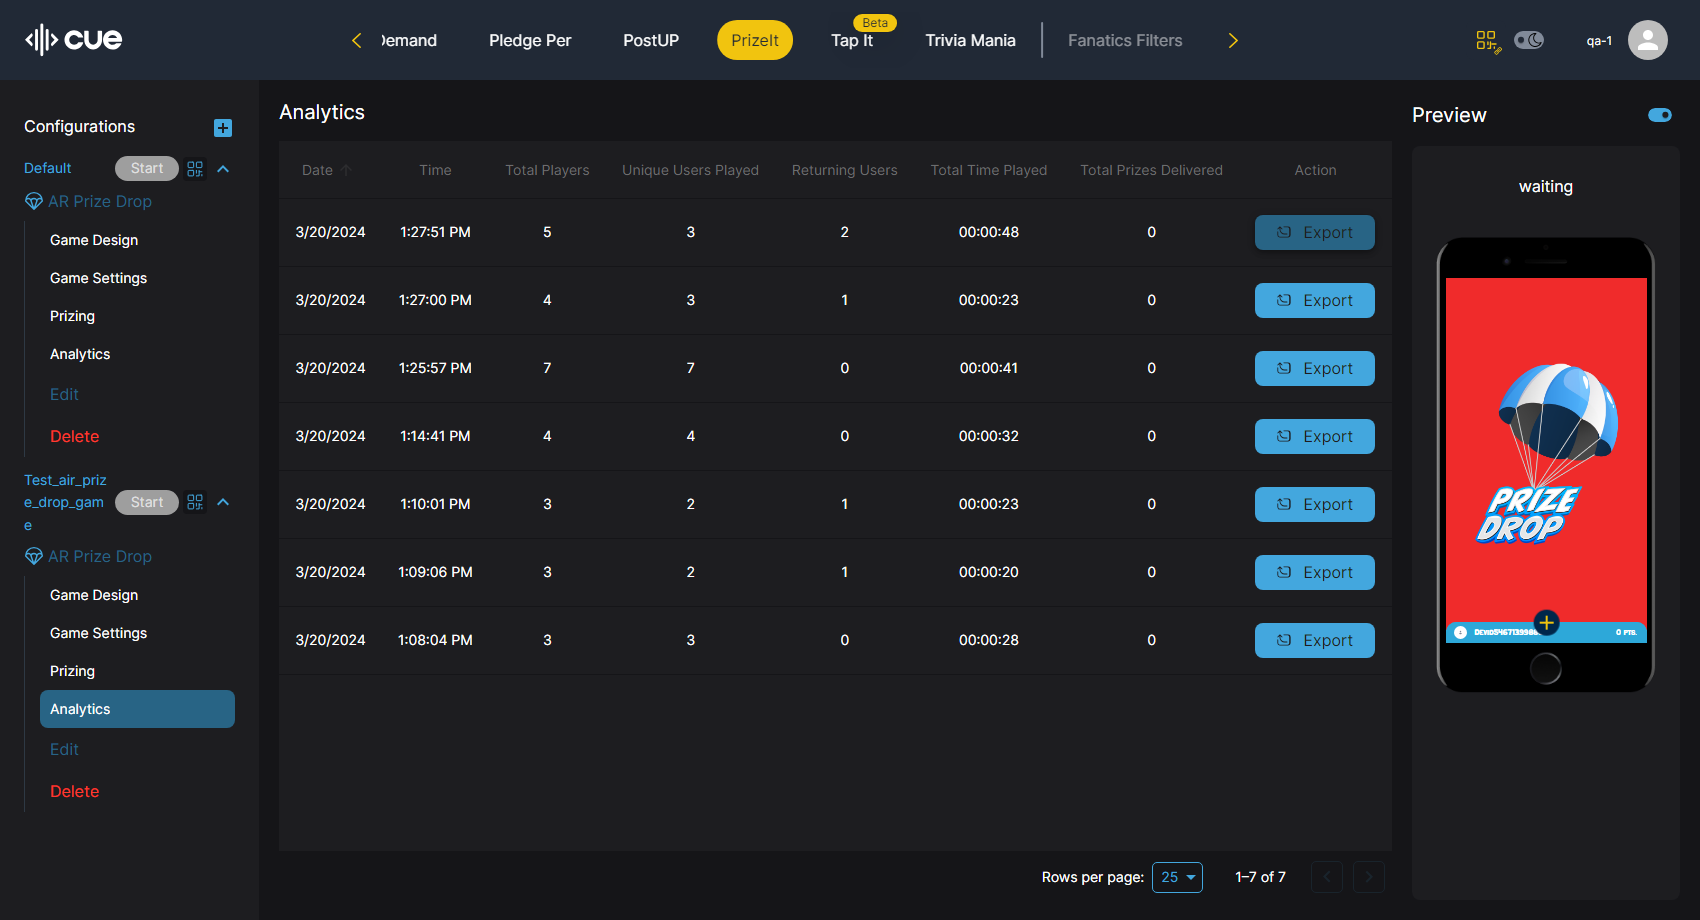 cue
Demand
Pledge Per
PostUP
PrizeIt
Beta
Tap It
Trivia Mania
Fanatics Filters
qa-1
Configurations
Default
Start
AR Prize Drop
Game Design
Game Settings
Prizing
Analytics
Edit
Delete
Test_air_priz
e_drop_gam
e
Start
AR Prize Drop
Game Design
Game Settings
Prizing
Analytics
Edit
Delete
Analytics
Date Time Total Players Unique Users Played Returning Users Total Time Played Total Prizes Delivered Action
3/20/2024 1:27:51 PM 5 3 2 00:00:48 0 Export
3/20/2024 1:27:00 PM 4 3 1 00:00:23 0 Export
3/20/2024 1:25:57 PM 7 7 0 00:00:41 0 Export
3/20/2024 1:14:41 PM 4 4 0 00:00:32 0 Export
3/20/2024 1:10:01 PM 3 2 1 00:00:23 0 Export
3/20/2024 1:09:06 PM 3 2 1 00:00:20 0 Export
3/20/2024 1:08:04 PM 3 3 0 00:00:28 0 Export
Rows per page: 25 1–7 of 7
Preview
waiting
PRIZE
DROP
0 PTS.